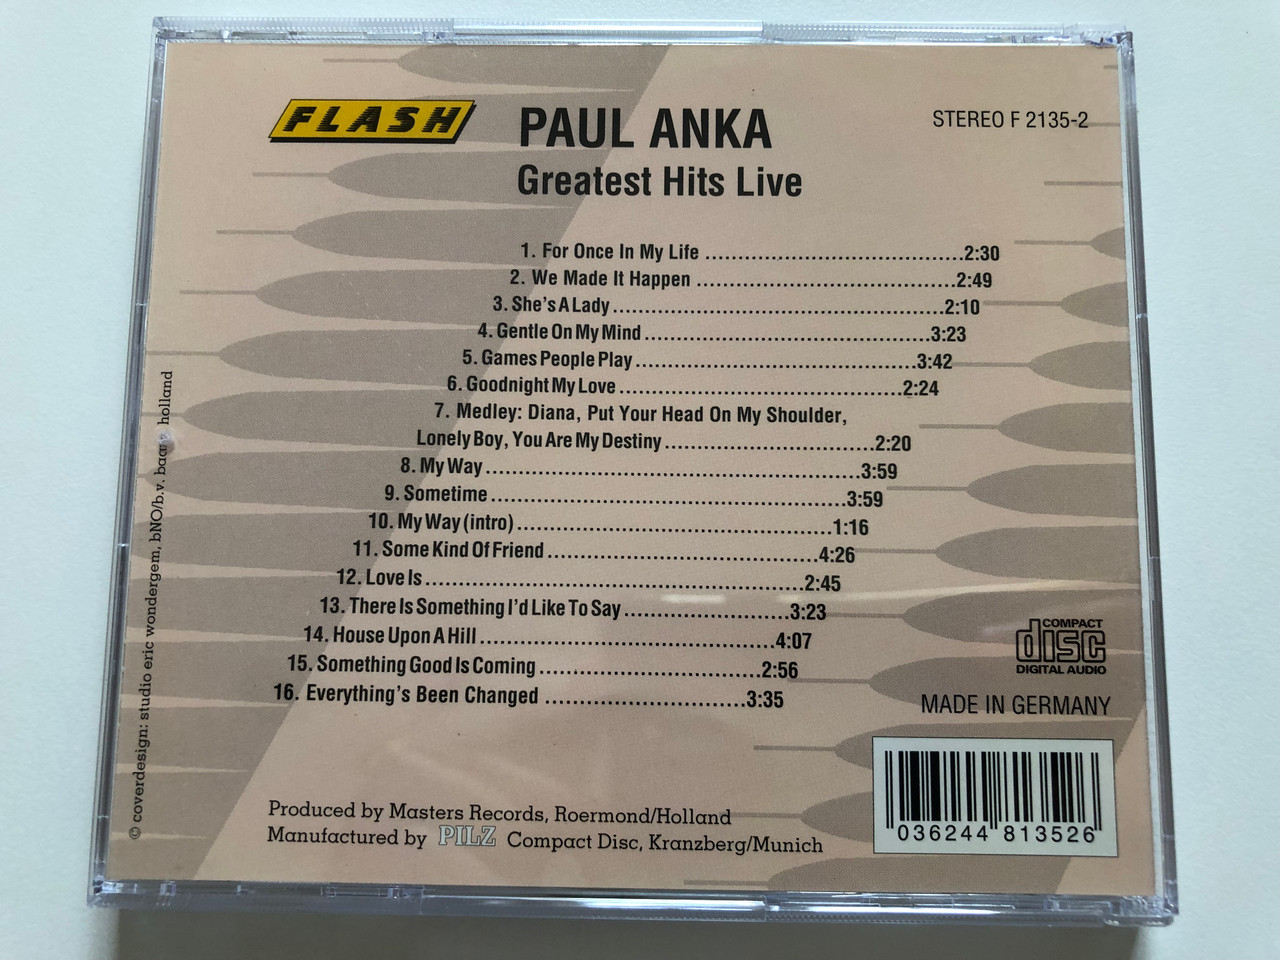 FLASH
PAUL ANKA
Greatest Hits Live
STEREO F 2135-2
1. For Once In My Life ........................................2:30
2. We Made It Happen ........................................2:49
3. She's A Lady..................................................2:10
4. Gentle On My Mind............................................3:23
5. Games People Play...........................................3:42
6. Goodnight My Love...........................................2:24
7. Medley: Diana, Put Your Head On My Shoulder,
Lonely Boy, You Are My Destiny................................2:20
8. My Way.........................................................3:59
9. Sometime.......................................................3:59
10. My Way (intro)................................................1:16
11. Some Kind Of Friend.........................................4:26
12. Love Is.........................................................2:45
13. There Is Something I'd Like To Say.........................3:23
14. House Upon A Hill.............................................4:07
15. Something Good Is Coming....................................2:56
16. Everything's Been Changed ..............................3:35
COMPACT
disc
DIGITAL AUDIO
MADE IN GERMANY
036244 813526
Produced by Masters Records, Roermond/Holland
Manufactured by PILZ Compact Disc, Kranzberg/Munich
© coverdesign: studio eric wondergem, bNO/b.v. holland